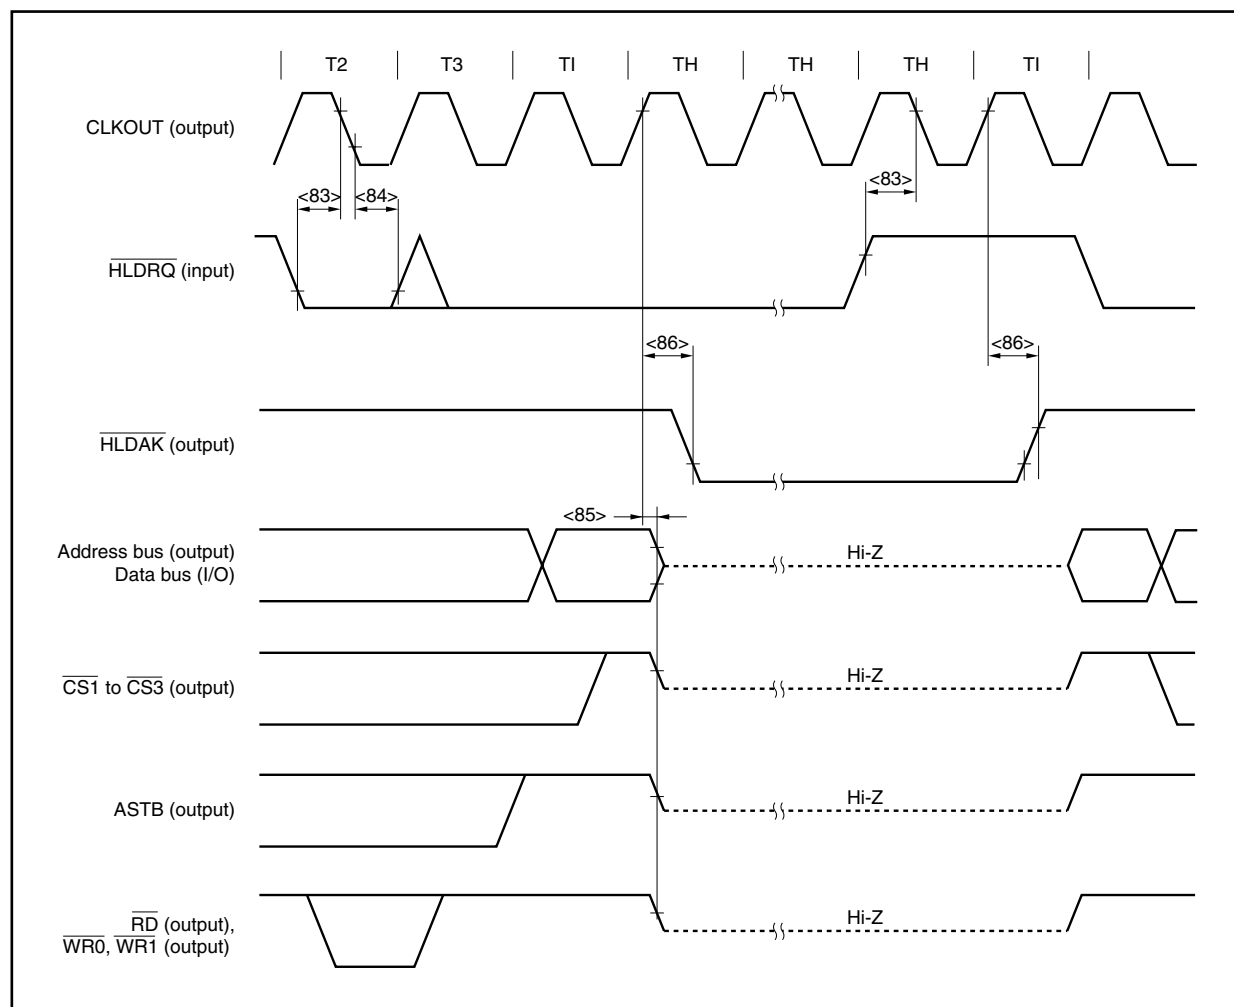 T2 T3 TI TH TH TH TI
CLKOUT (output)
<83> <84> <83>
HLDRQ (input)
<86> <86>
HLDAK (output)
<85>
Address bus (output)
Data bus (I/O)
Hi-Z
CS1 to CS3 (output)
Hi-Z
ASTB (output)
Hi-Z
RD (output),
WR0, WR1 (output)
Hi-Z